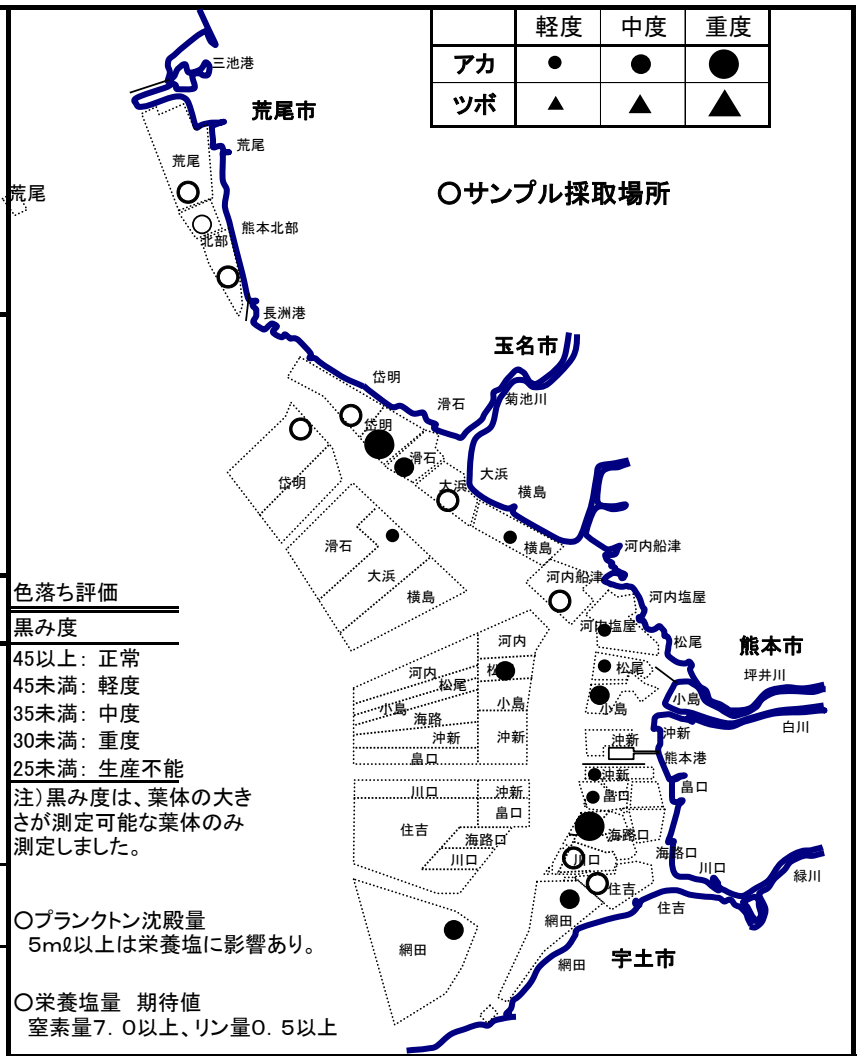 軽度 中度 重度
アカ
ツボ
○サンプル採取場所
三池港
荒尾市
荒尾
荒尾
荒尾
熊本北部
北部
長洲港
玉名市
岱明
滑石
菊池川
岱明
滑石
大浜
大浜
岱明
横島
滑石
横島
河内船津
大浜
河内船津
横島
河内塩屋
河内塩屋
松尾
熊本市
河内
河内
松
松尾
坪井川
松尾
小島
小島
小島
小島
海路
白川
沖新
沖新
沖新
沖新
畠口
熊本港
沖新
川口
沖新
畠口
畠口
畠口
住吉
海路口
海路口
海路口
川口
川口
川口
緑川
住吉
住吉
網田
網田
網田
宇土市
色落ち評価
黒み度
45以上: 正常
45未満: 軽度
35未満: 中度
30未満: 重度
25未満: 生産不能
注)黒み度は、葉体の大き
さが測定可能な葉体のみ
測定しました。
○プランクトン沈殿量
5mℓ以上は栄養塩に影響あり。
○栄養塩量 期待値
窒素量7.0以上、リン量0.5以上